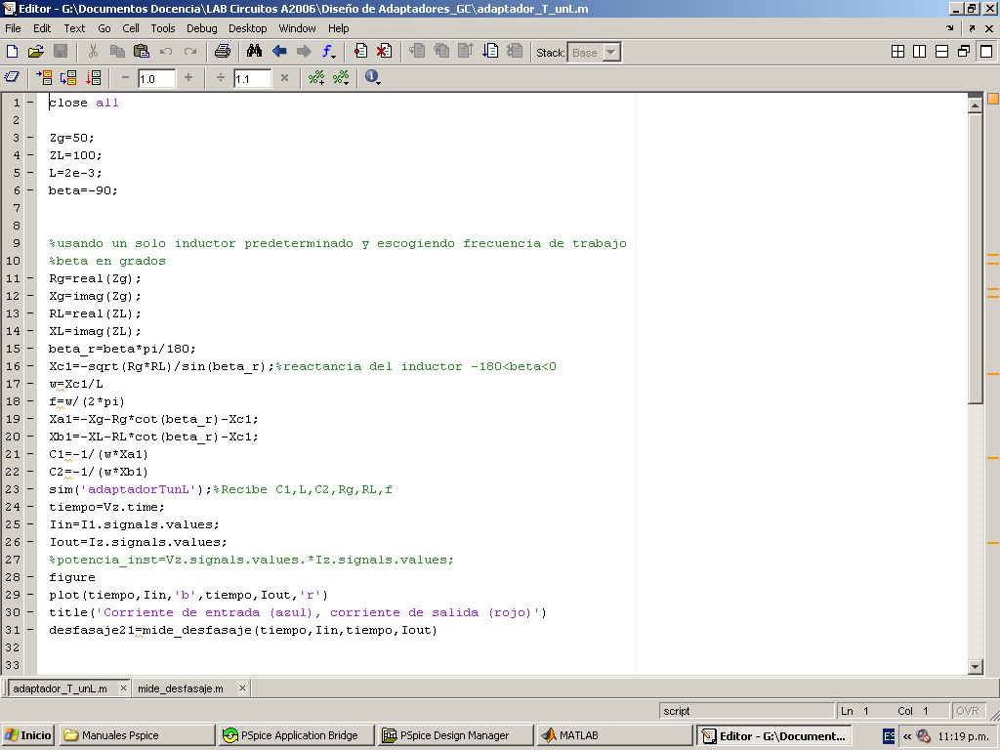 Editor - G:\Documentos Docencia\LAB Circuitos A2006\Diseño de Adaptadores_GC\adaptador_T_unL.m
File Edit Text Go Cell Tools Debug Desktop Window Help
Stack: Base
1.0 1.1
1 close all
2
3 Zg=50;
4 ZL=100;
5 L=2e-3;
6 beta=-90;
7
8
9 %usando un solo inductor predeterminado y escogiendo frecuencia de trabajo
10 %beta en grados
11 Rg=real(Zg);
12 Xg=imag(Zg);
13 RL=real(ZL);
14 XL=imag(ZL);
15 beta_r=beta*pi/180;
16 Xc1=-sqrt(Rg*RL)/sin(beta_r);%reactancia del inductor -180<beta<0
17 w=Xc1/L
18 f=w/(2*pi)
19 Xa1=-Xg-Rg*cot(beta_r)-Xc1;
20 Xb1=-XL-RL*cot(beta_r)-Xc1;
21 C1=-1/(w*Xa1)
22 C2=-1/(w*Xb1)
23 sim('adaptadorTunL');%Recibe C1,L,C2,Rg,RL,f
24 tiempo=Vz.time;
25 Iin=I1.signals.values;
26 Iout=Iz.signals.values;
27 %potencia_inst=Vz.signals.values.*Iz.signals.values;
28 figure
29 plot(tiempo,Iin,'b',tiempo,Iout,'r')
30 title('Corriente de entrada (azul), corriente de salida (rojo)')
31 desfasaje21=mide_desfasaje(tiempo,Iin,tiempo,Iout)
32
33
adaptador_T_unL.m mide_desfasaje.m
script Ln 1 Col 1 OVR
Inicio Manuales Pspice PSpice Application Bridge PSpice Design Manager MATLAB Editor - G:\Document... ES « 11:19 p.m.